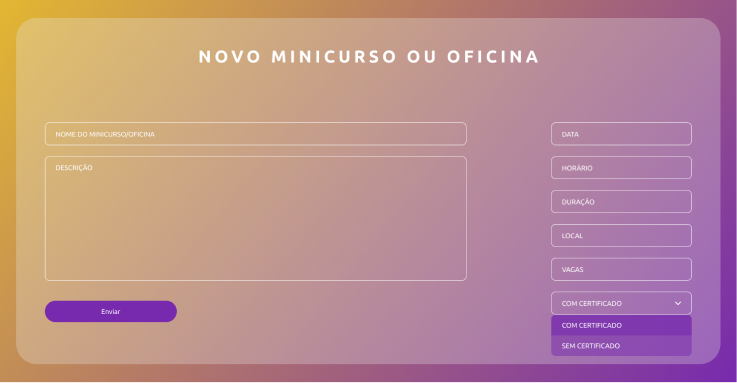 NOVO MINICURSO OU OFICINA
NOME DO MINICURSO/OFICINA
DESCRIÇÃO
Enviar
DATA
HORÁRIO
DURAÇÃO
LOCAL
VAGAS
COM CERTIFICADO
COM CERTIFICADO
SEM CERTIFICADO